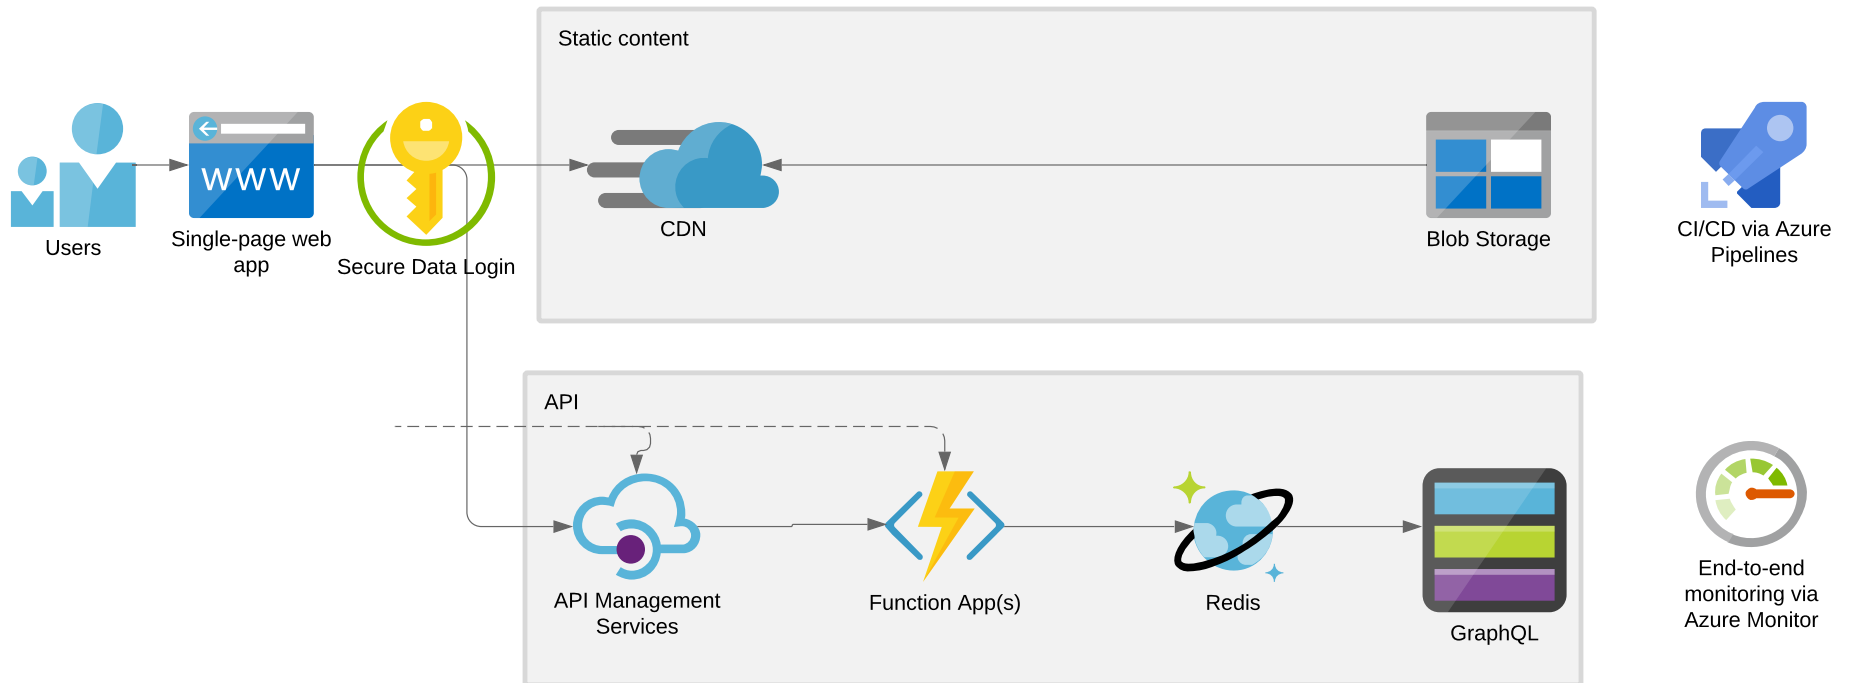 Static content
WWW
Users
Single-page web
app
Secure Data Login
CDN
Blob Storage
CI/CD via Azure
Pipelines
API
API Management
Services
Function App(s)
Redis
GraphQL
End-to-end
monitoring via
Azure Monitor